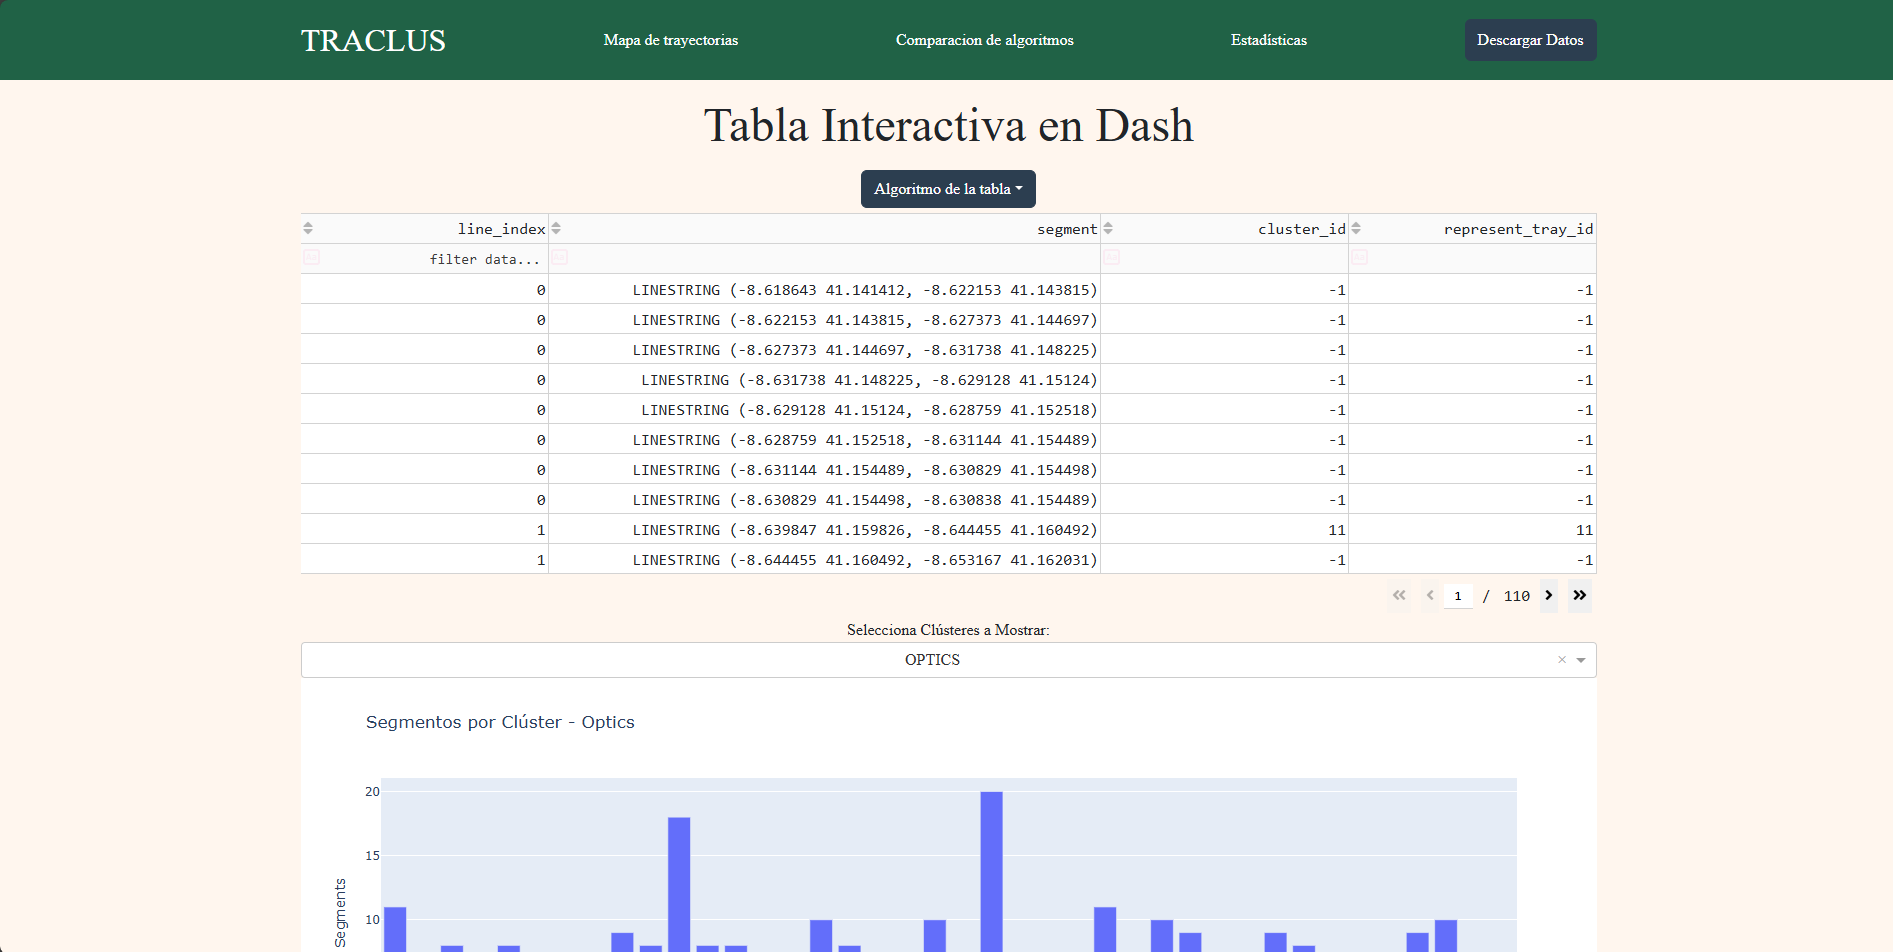 TRACLUS Mapa de trayectorias Comparacion de algoritmos Estadísticas Descargar Datos
Tabla Interactiva en Dash
Algoritmo de la tabla
line_index segment cluster_id represent_tray_id
Aa filter data... Aa Aa Aa
0 LINESTRING (-8.618643 41.141412, -8.622153 41.143815) -1 -1
0 LINESTRING (-8.622153 41.143815, -8.627373 41.144697) -1 -1
0 LINESTRING (-8.627373 41.144697, -8.631738 41.148225) -1 -1
0 LINESTRING (-8.631738 41.148225, -8.629128 41.15124) -1 -1
0 LINESTRING (-8.629128 41.15124, -8.628759 41.152518) -1 -1
0 LINESTRING (-8.628759 41.152518, -8.631144 41.154489) -1 -1
0 LINESTRING (-8.631144 41.154489, -8.630829 41.154498) -1 -1
0 LINESTRING (-8.630829 41.154498, -8.630838 41.154489) -1 -1
1 LINESTRING (-8.639847 41.159826, -8.644455 41.160492) 11 11
1 LINESTRING (-8.644455 41.160492, -8.653167 41.162031) -1 -1
1 / 110
Selecciona Clústeres a Mostrar:
OPTICS ×
Segmentos por Clúster - Optics
20
15
10
Segments